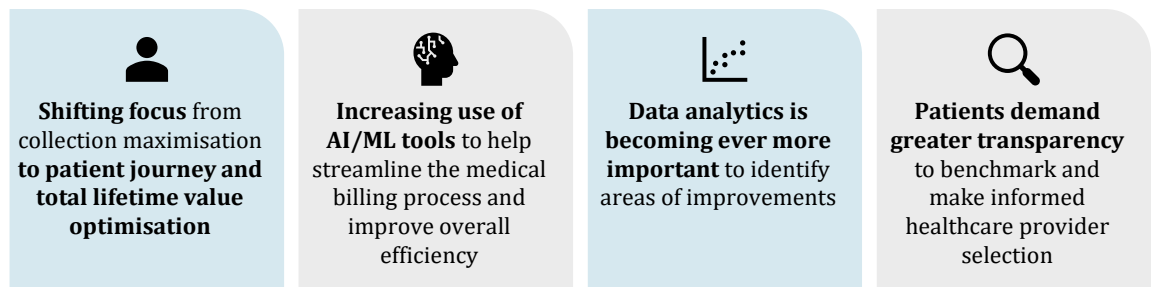 Shifting focus from
collection maximisation
to patient journey and
total lifetime value
optimisation
Increasing use of
AI/ML tools to help
streamline the medical
billing process and
improve overall
efficiency
Data analytics is
becoming ever more
important to identify
areas of improvements
Patients demand
greater transparency
to benchmark and
make informed
healthcare provider
selection